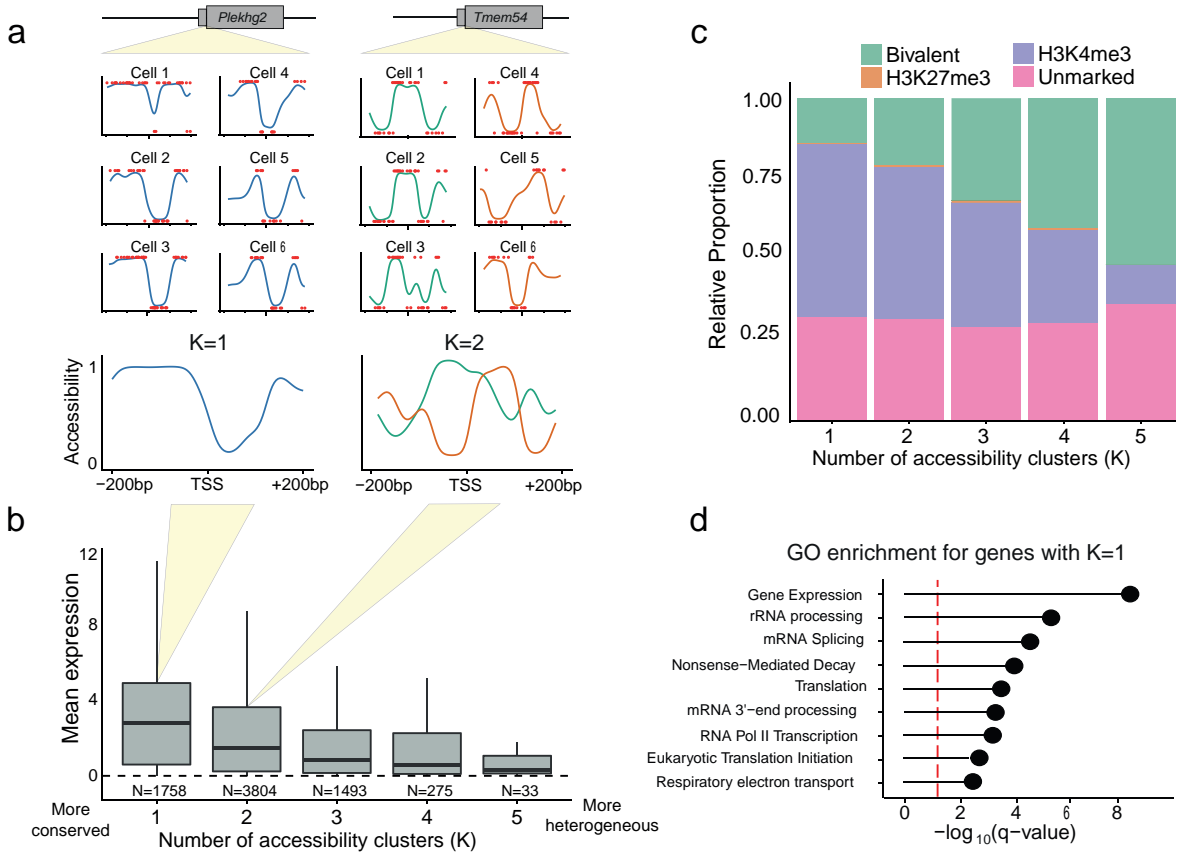 a
Plekhg2
Tmem54
Cell 1
Cell 4
Cell 1
Cell 4
Cell 2
Cell 5
Cell 2
Cell 5
Cell 3
Cell 6
Cell 3
Cell 6
K=1
K=2
Accessibility
1
0
−200bp
TSS
+200bp
−200bp
TSS
+200bp
b
Mean expression
12
8
4
0
N=1758
N=3804
N=1493
N=275
N=33
More conserved
1
2
3
4
5
More heterogeneous
Number of accessibility clusters (K)
c
Bivalent
H3K4me3
H3K27me3
Unmarked
Relative Proportion
1.00
0.75
0.50
0.25
0.00
1
2
3
4
5
Number of accessibility clusters (K)
d
GO enrichment for genes with K=1
Gene Expression
rRNA processing
mRNA Splicing
Nonsense−Mediated Decay
Translation
mRNA 3'−end processing
RNA Pol II Transcription
Eukaryotic Translation Initiation
Respiratory electron transport
0
2
4
6
8
−log10(q−value)